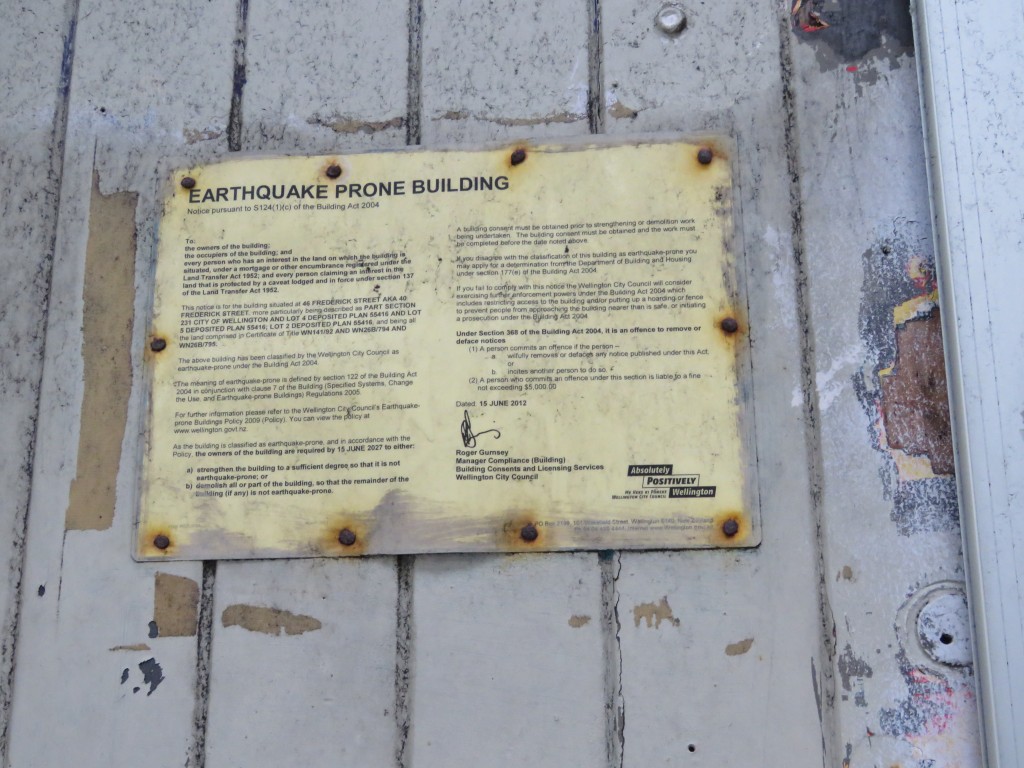 EARTHQUAKE PRONE BUILDING
Notice pursuant to S124(1)(c) of the Building Act 2004
To:
the owners of the building;
the occupiers of the building; and
every person who has an interest in the land on which the building is
situated, under a mortgage or other encumbrance registered under the
Land Transfer Act 1952; and every person claiming an interest in the
land that is protected by a caveat lodged and in force under section 137
of the Land Transfer Act 1952.
This notice is for the building situated at 46 FREDERICK STREET AKA 40
FREDERICK STREET, more particularly being described as PART SECTION
221 CITY OF WELLINGTON AND LOT 4 DEPOSITED PLAN 55416 AND LOT
5 DEPOSITED PLAN 55416, LOT 2 DEPOSITED PLAN 55416, and being all
the land comprised in Certificate of Title WN141/92 AND WN26B/794 AND
WN26B/795.
The above building has been classified by the Wellington City Council as
earthquake-prone under the Building Act 2004.
The meaning of earthquake-prone is defined by section 122 of the Building Act
2004 in conjunction with clause 7 of the Building (Specified Systems, Change
the Use, and Earthquake-prone Buildings) Regulations 2005.
For further information please refer to the Wellington City Council's Earthquake-
prone Buildings Policy 2009 (Policy). You can view the policy at
www.wellington.govt.nz
As the building is classified as earthquake-prone, and in accordance with the
Policy, the owners of the building are required by 15 JUNE 2027 to either:
a) strengthen the building to a sufficient degree so that it is not
earthquake-prone; or
b) demolish all or part of the building, so that the remainder of the
building (if any) is not earthquake-prone.
A building consent must be obtained prior to strengthening or demolition work
being undertaken. The building consent must be obtained and the work must
be completed before the date noted above.
If you disagree with the classification of this building as earthquake-prone you
may apply for a determination from the Department of Building and Housing
under section 177(e) of the Building Act 2004.
If you fail to comply with this notice the Wellington City Council will consider
exercising further enforcement powers under the Building Act 2004 which
includes restricting access to the building and/or putting up a hoarding or fence
to prevent people from approaching the building nearer than is safe, or initiating
a prosecution under the Building Act 2004.
Under Section 368 of the Building Act 2004, it is an offence to remove or
deface notices
(1) A person commits an offence if the person –
a. wilfully removes or defaces any notice published under this Act;
or
b. incites another person to do so.
(2) A person who commits an offence under this section is liable to a fine
not exceeding $5,000.00
Dated: 15 JUNE 2012
Roger Gumsey
Manager Compliance (Building)
Building Consents and Licensing Services
Wellington City Council
Absolutely
POSITIVELY
Wellington
WELLINGTON CITY COUNCIL
PO Box 2199, Wakefield Street, Wellington 6140, New Zealand